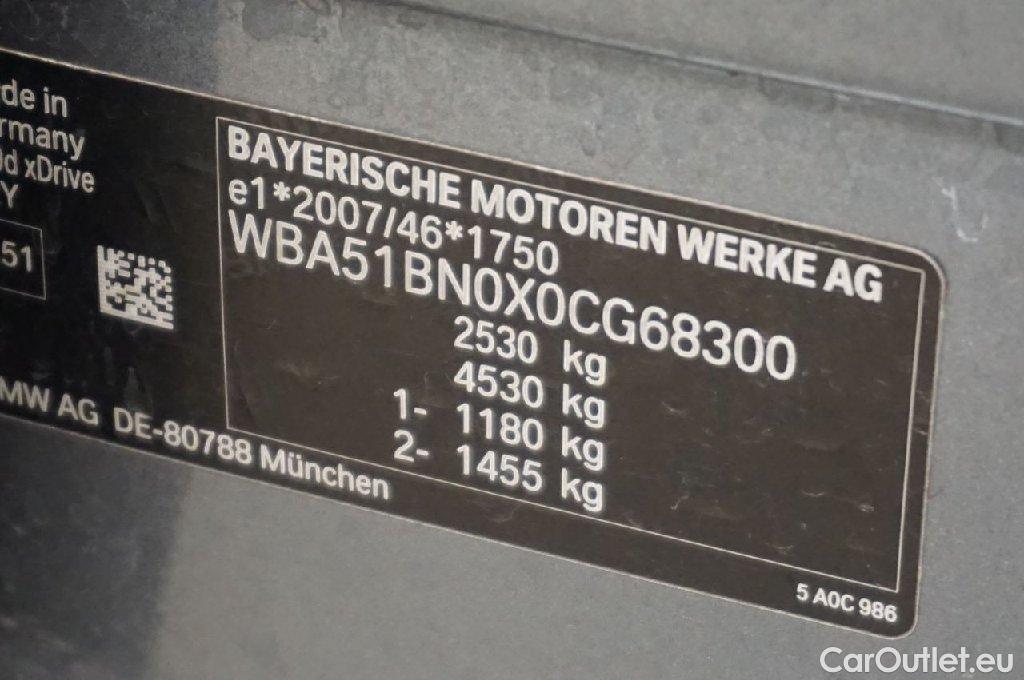 de in
rmany
d xDrive
Y
51
MW AG DE-80788 München
BAYERISCHE MOTOREN WERKE AG
e1*2007/46*1750
WBA51BN0X0CG68300
2530 kg
4530 kg
1- 1180 kg
2- 1455 kg
5 A0C 986
CarOutlet.eu